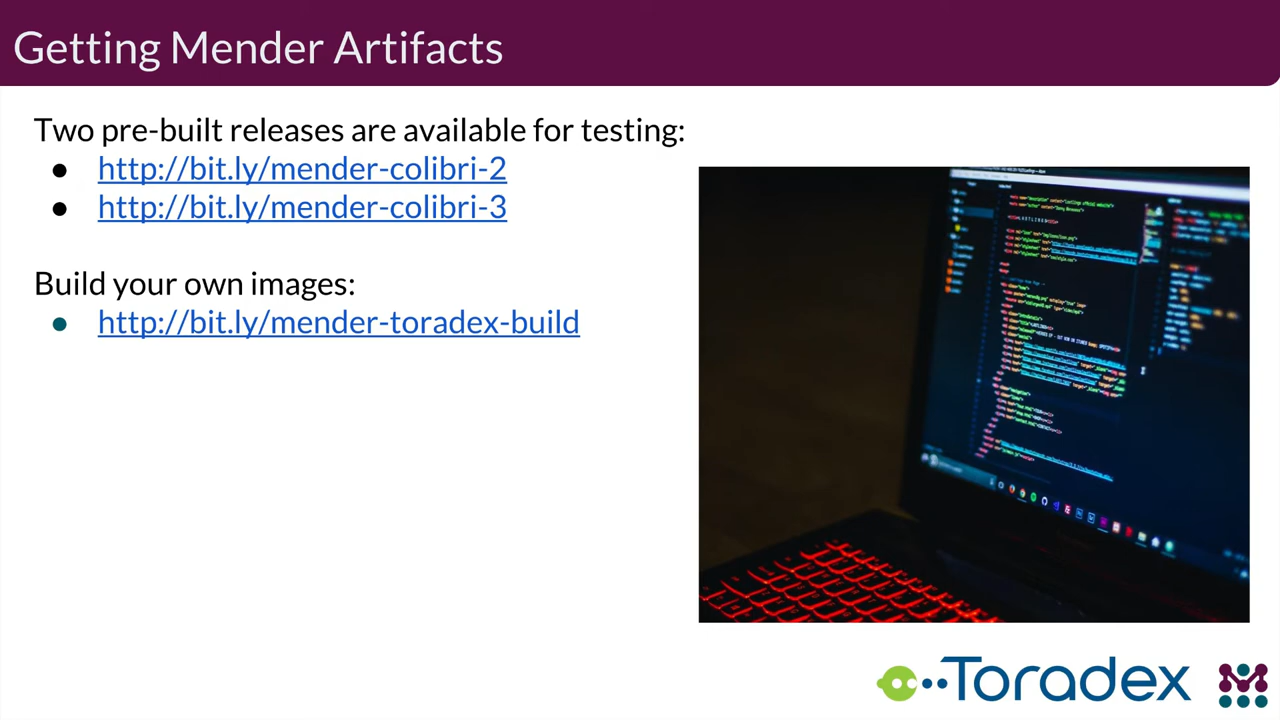 Getting Mender Artifacts
Two pre-built releases are available for testing:
● http://bit.ly/mender-colibri-2
● http://bit.ly/mender-colibri-3
Build your own images:
● http://bit.ly/mender-toradex-build
Toradex